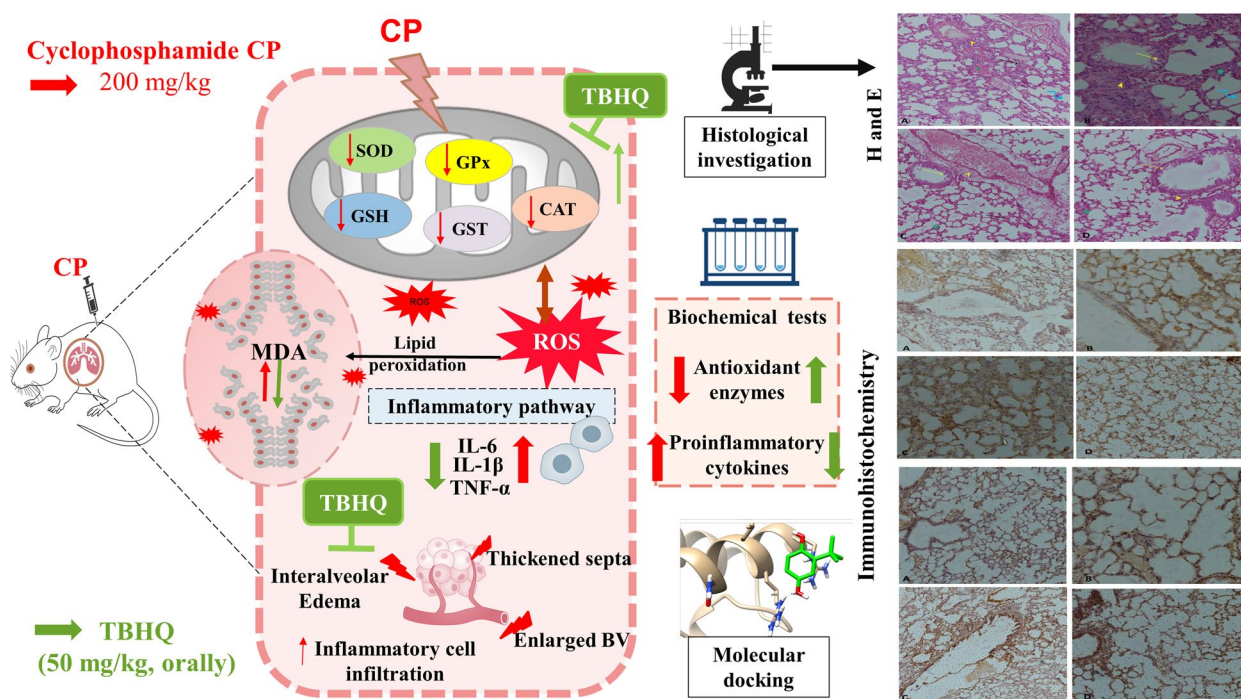 Cyclophosphamide CP
200 mg/kg
CP
TBHQ
SOD
GPx
GSH
GST
CAT
CP
ROS
ROS
MDA
Lipid
peroxidation
Inflammatory pathway
IL-6
IL-1β
TNF-α
TBHQ
Interalveolar
Edema
Thickened septa
Enlarged BV
Inflammatory cell
infiltration
TBHQ
(50 mg/kg, orally)
Histological
investigation
Biochemical tests
Antioxidant
enzymes
Proinflammatory
cytokines
Molecular
docking
H and E
A
B
C
D
Immunohistochemistry
A
B
C
D
A
B
C
D